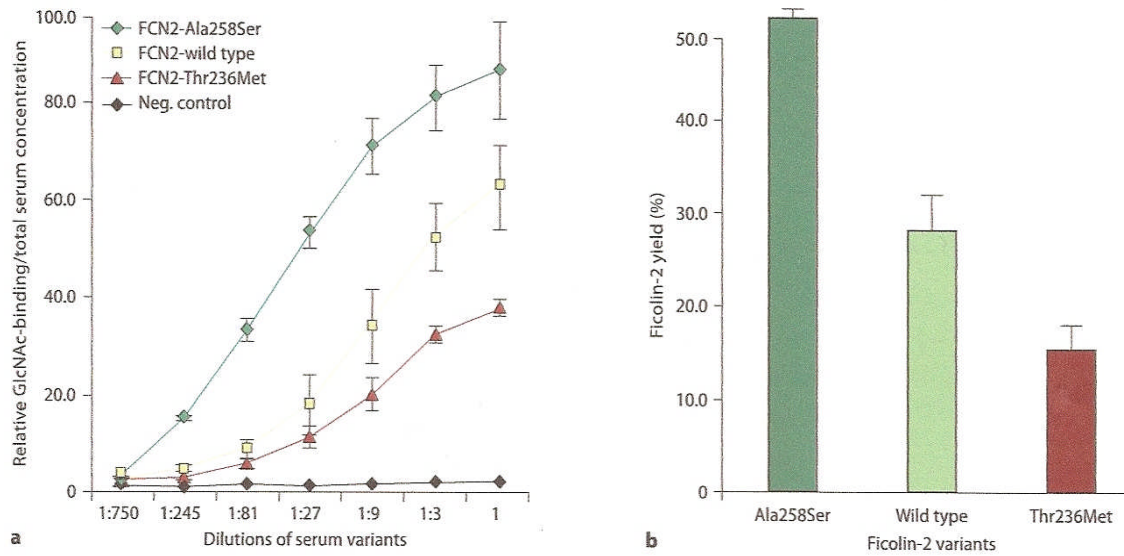 100.0
80.0
60.0
40.0
20.0
0
Relative GlcNAc-binding/total serum concentration
FCN2-Ala258Ser
FCN2-wild type
FCN2-Thr236Met
Neg. control
1:750 1:245 1:81 1:27 1:9 1:3 1
Dilutions of serum variants
a
50.0
40.0
30.0
20.0
10.0
0
Ficolin-2 yield (%)
Ala258Ser Wild type Thr236Met
Ficolin-2 variants
b